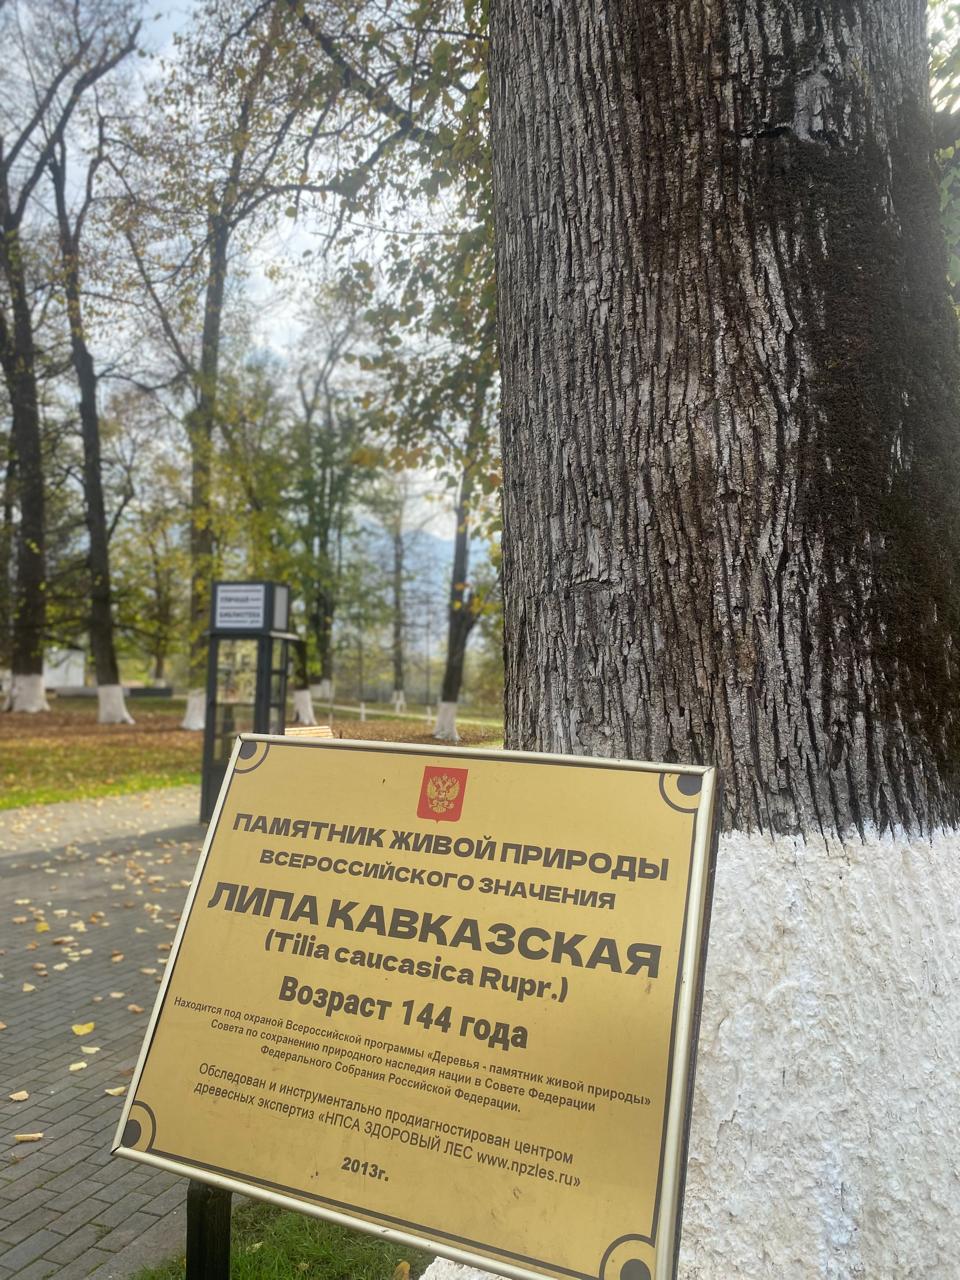 УЛИЧНАЯ
БИБЛИОТЕКА
ПАМЯТНИК ЖИВОЙ ПРИРОДЫ
ВСЕРОССИЙСКОГО ЗНАЧЕНИЯ
ЛИПА КАВКАЗСКАЯ
(Tilia caucasica Rupr.)
Возраст 144 года
Находится под охраной Всероссийской программы «Деревья - памятник живой природы»
Совета по сохранению природного наследия нации в Совете Федерации
Федерального Собрания Российской Федерации.
Обследован и инструментально продиагностирован центром
древесных экспертиз «НПСА ЗДОРОВЫЙ ЛЕС www.npzles.ru»
2013г.